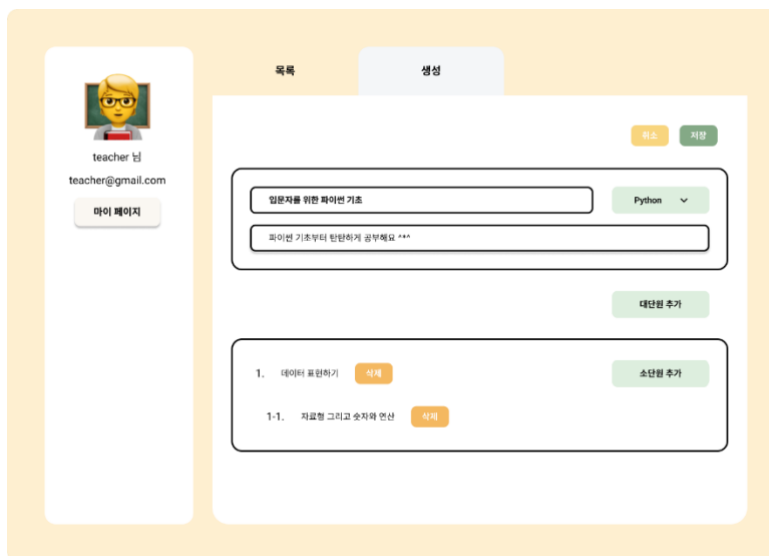 목록
생성
teacher 님
teacher@gmail.com
마이 페이지
취소
저장
입문자를 위한 파이썬 기초
Python
파이썬 기초부터 탄탄하게 공부해요 ^*^
대단원 추가
1. 데이터 표현하기
삭제
소단원 추가
1-1. 자료형 그리고 숫자와 연산
삭제